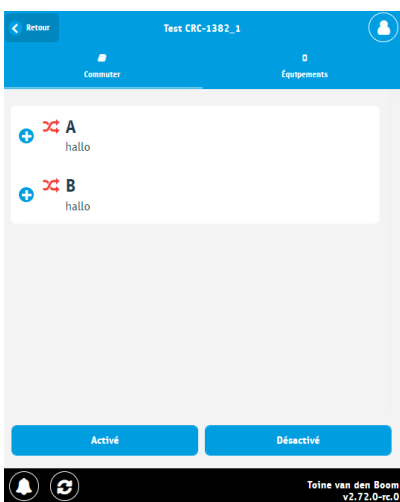 Retour
Test CRC-1382_1
Commuter
Équipements
A
hallo
B
hallo
Activé
Désactivé
Toine van den Boom
v2.72.0-rc.0